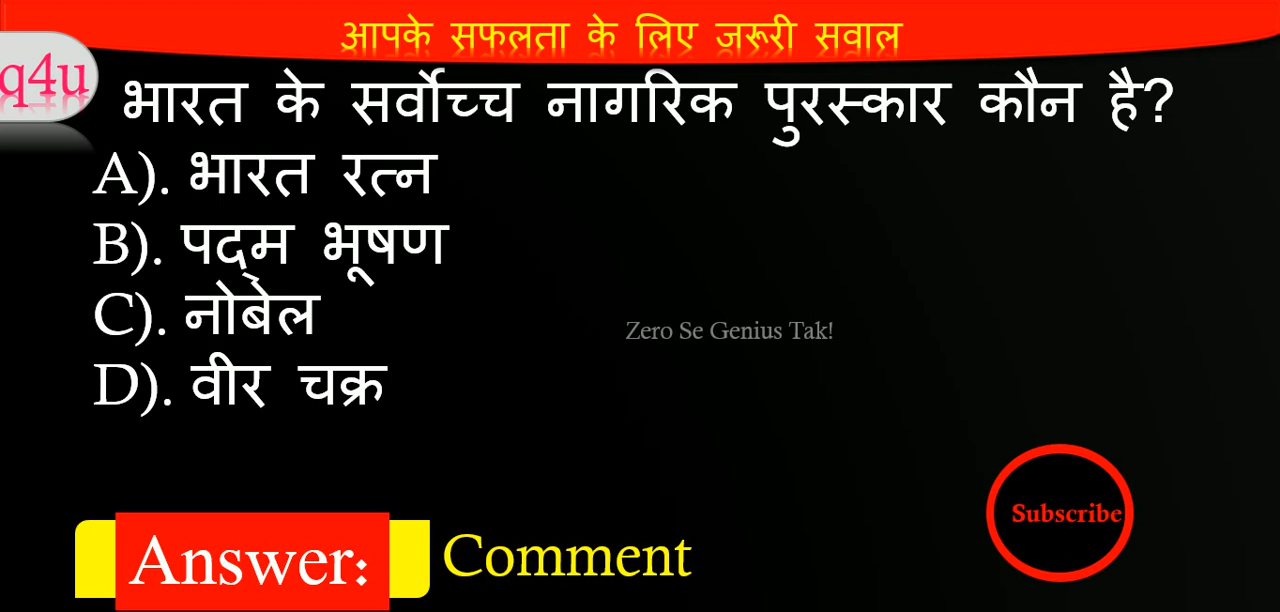 आपके सफलता के लिए जरूरी सवाल
q4u
भारत के सर्वोच्च नागरिक पुरस्कार कौन है?
A). भारत रत्न
B). पद्म भूषण
C). नोबेल
D). वीर चक्र
Zero Se Genius Tak!
Subscribe
Answer: Comment